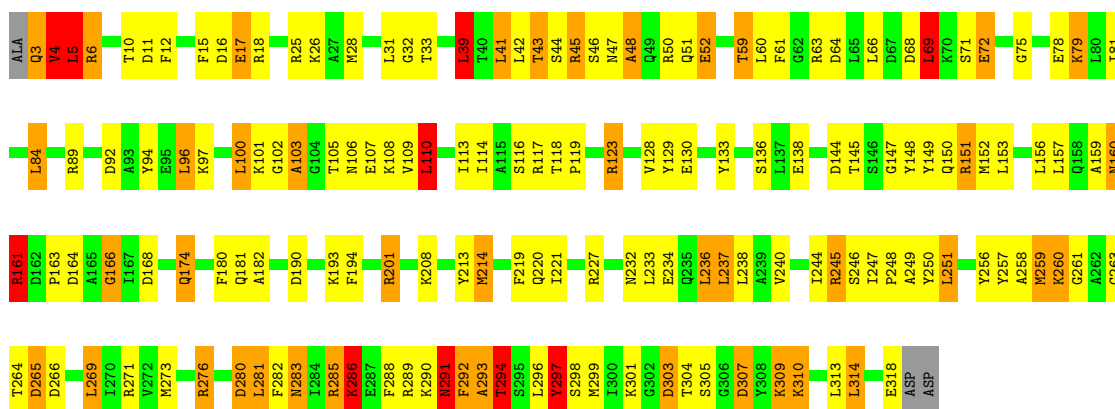 ALA Q3 V4 L5 R6 T10 D11 F12 F15 D16 E17 R18 R25 K26 A27 M28 L31 G32 T33 L39 T40 L41 L42 T43 S44 R45 S46 N47 A48 Q49 R50 Q51 E52 T59 L60 F61 G62 R63 D64 L65 L66 D67 D68 L69 K70 S71 E72 G75 E78 K79 L80
L84 R89 D92 A93 Y94 E95 L96 K97 L100 K101 G102 A103 G104 T105 N106 E107 K108 V109 L110 I113 I114 A115 S116 R117 T118 P119 R123 V128 Y129 E130 Y133 S136 L137 E138 D144 T145 S146 G147 Y148 Y149 Q150 R151 M152 L153 L156 L157 Q158 A159 N160
R161 D162 P163 D164 A165 G166 I167 D168 Q174 F180 Q181 A182 D190 K193 F194 R201 K208 Y213 M214 F219 Q220 I221 R227 N232 L233 E234 Q235 L236 L237 L238 A239 V240 I244 R245 S246 I247 P248 A249 Y250 L251 Y256 Y257 A258 M259 K260 G261 A262 G263
T264 D265 D266 L269 I270 R271 V272 M273 R276 D280 L281 F282 N283 I284 R285 K286 E287 F288 R289 K290 N291 F292 A293 T294 S295 L296 Y297 S298 M299 I300 K301 G302 D303 T304 S305 G306 D307 Y308 K309 K310 L313 L314 E318 ASP ASP